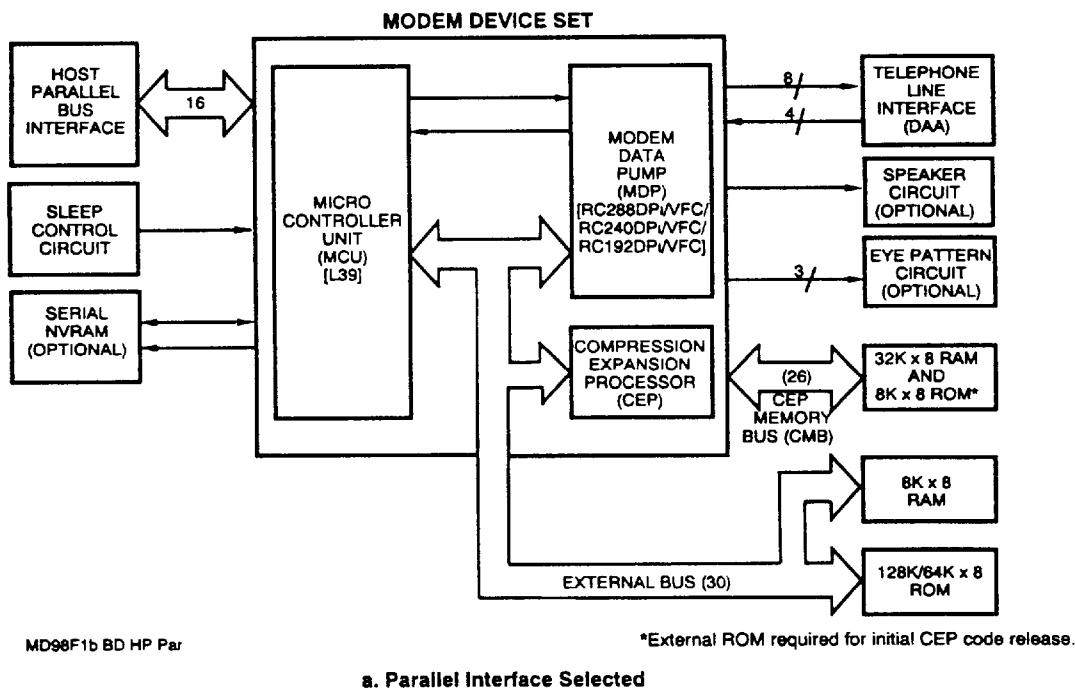 MODEM DEVICE SET
HOST
PARALLEL
BUS
INTERFACE
16
SLEEP
CONTROL
CIRCUIT
SERIAL
NVRAM
(OPTIONAL)
MICRO
CONTROLLER
UNIT
(MCU)
[L39]
MODEM
DATA
PUMP
(MDP)
[RC288DPi/VFC/
RC240DPi/VFC/
RC192DPi/VFC]
COMPRESSION
EXPANSION
PROCESSOR
(CEP)
8
4
3
TELEPHONE
LINE
INTERFACE
(DAA)
SPEAKER
CIRCUIT
(OPTIONAL)
EYE PATTERN
CIRCUIT
(OPTIONAL)
(26)
CEP
MEMORY
BUS (CMB)
32K x 8 RAM
AND
8K x 8 ROM*
8K x 8
RAM
EXTERNAL BUS (30)
128K/64K x 8
ROM
MD98F1b BD HP Par
*External ROM required for initial CEP code release.
a. Parallel Interface Selected